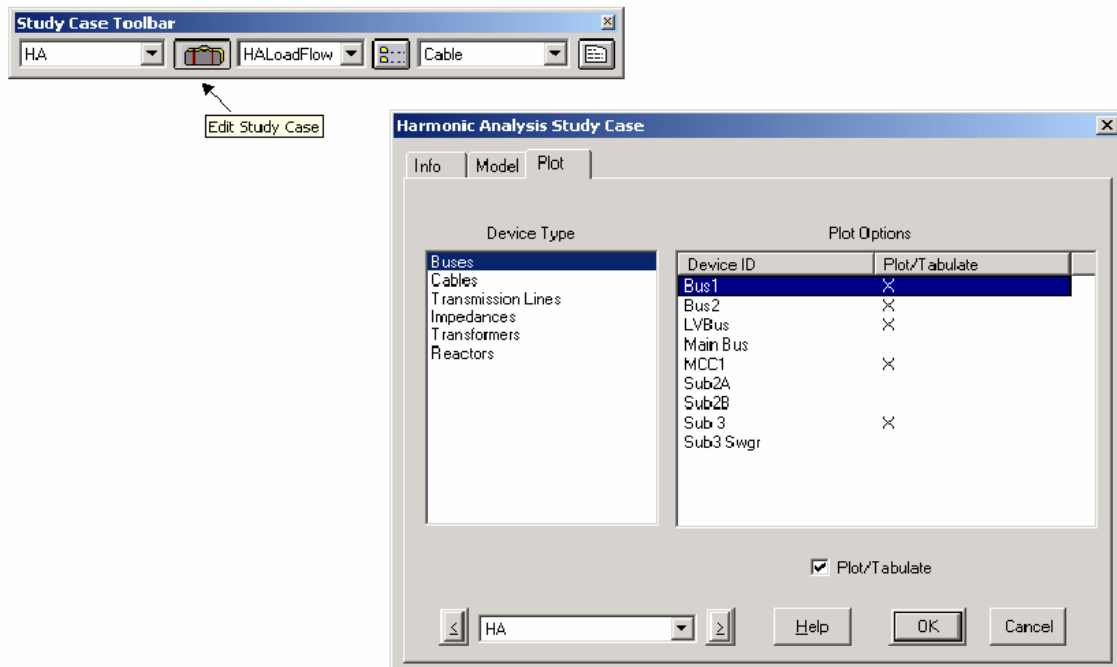 Study Case Toolbar
HA HALoadFlow Cable
Edit Study Case
Harmonic Analysis Study Case
Info Model Plot
Device Type
Buses
Cables
Transmission Lines
Impedances
Transformers
Reactors
Plot Options
Device ID Plot/Tabulate
Bus1 X
Bus2 X
LVBus X
Main Bus
MCC1 X
Sub2A
Sub2B
Sub 3 X
Sub3 Swgr
Plot/Tabulate
< HA > Help OK Cancel